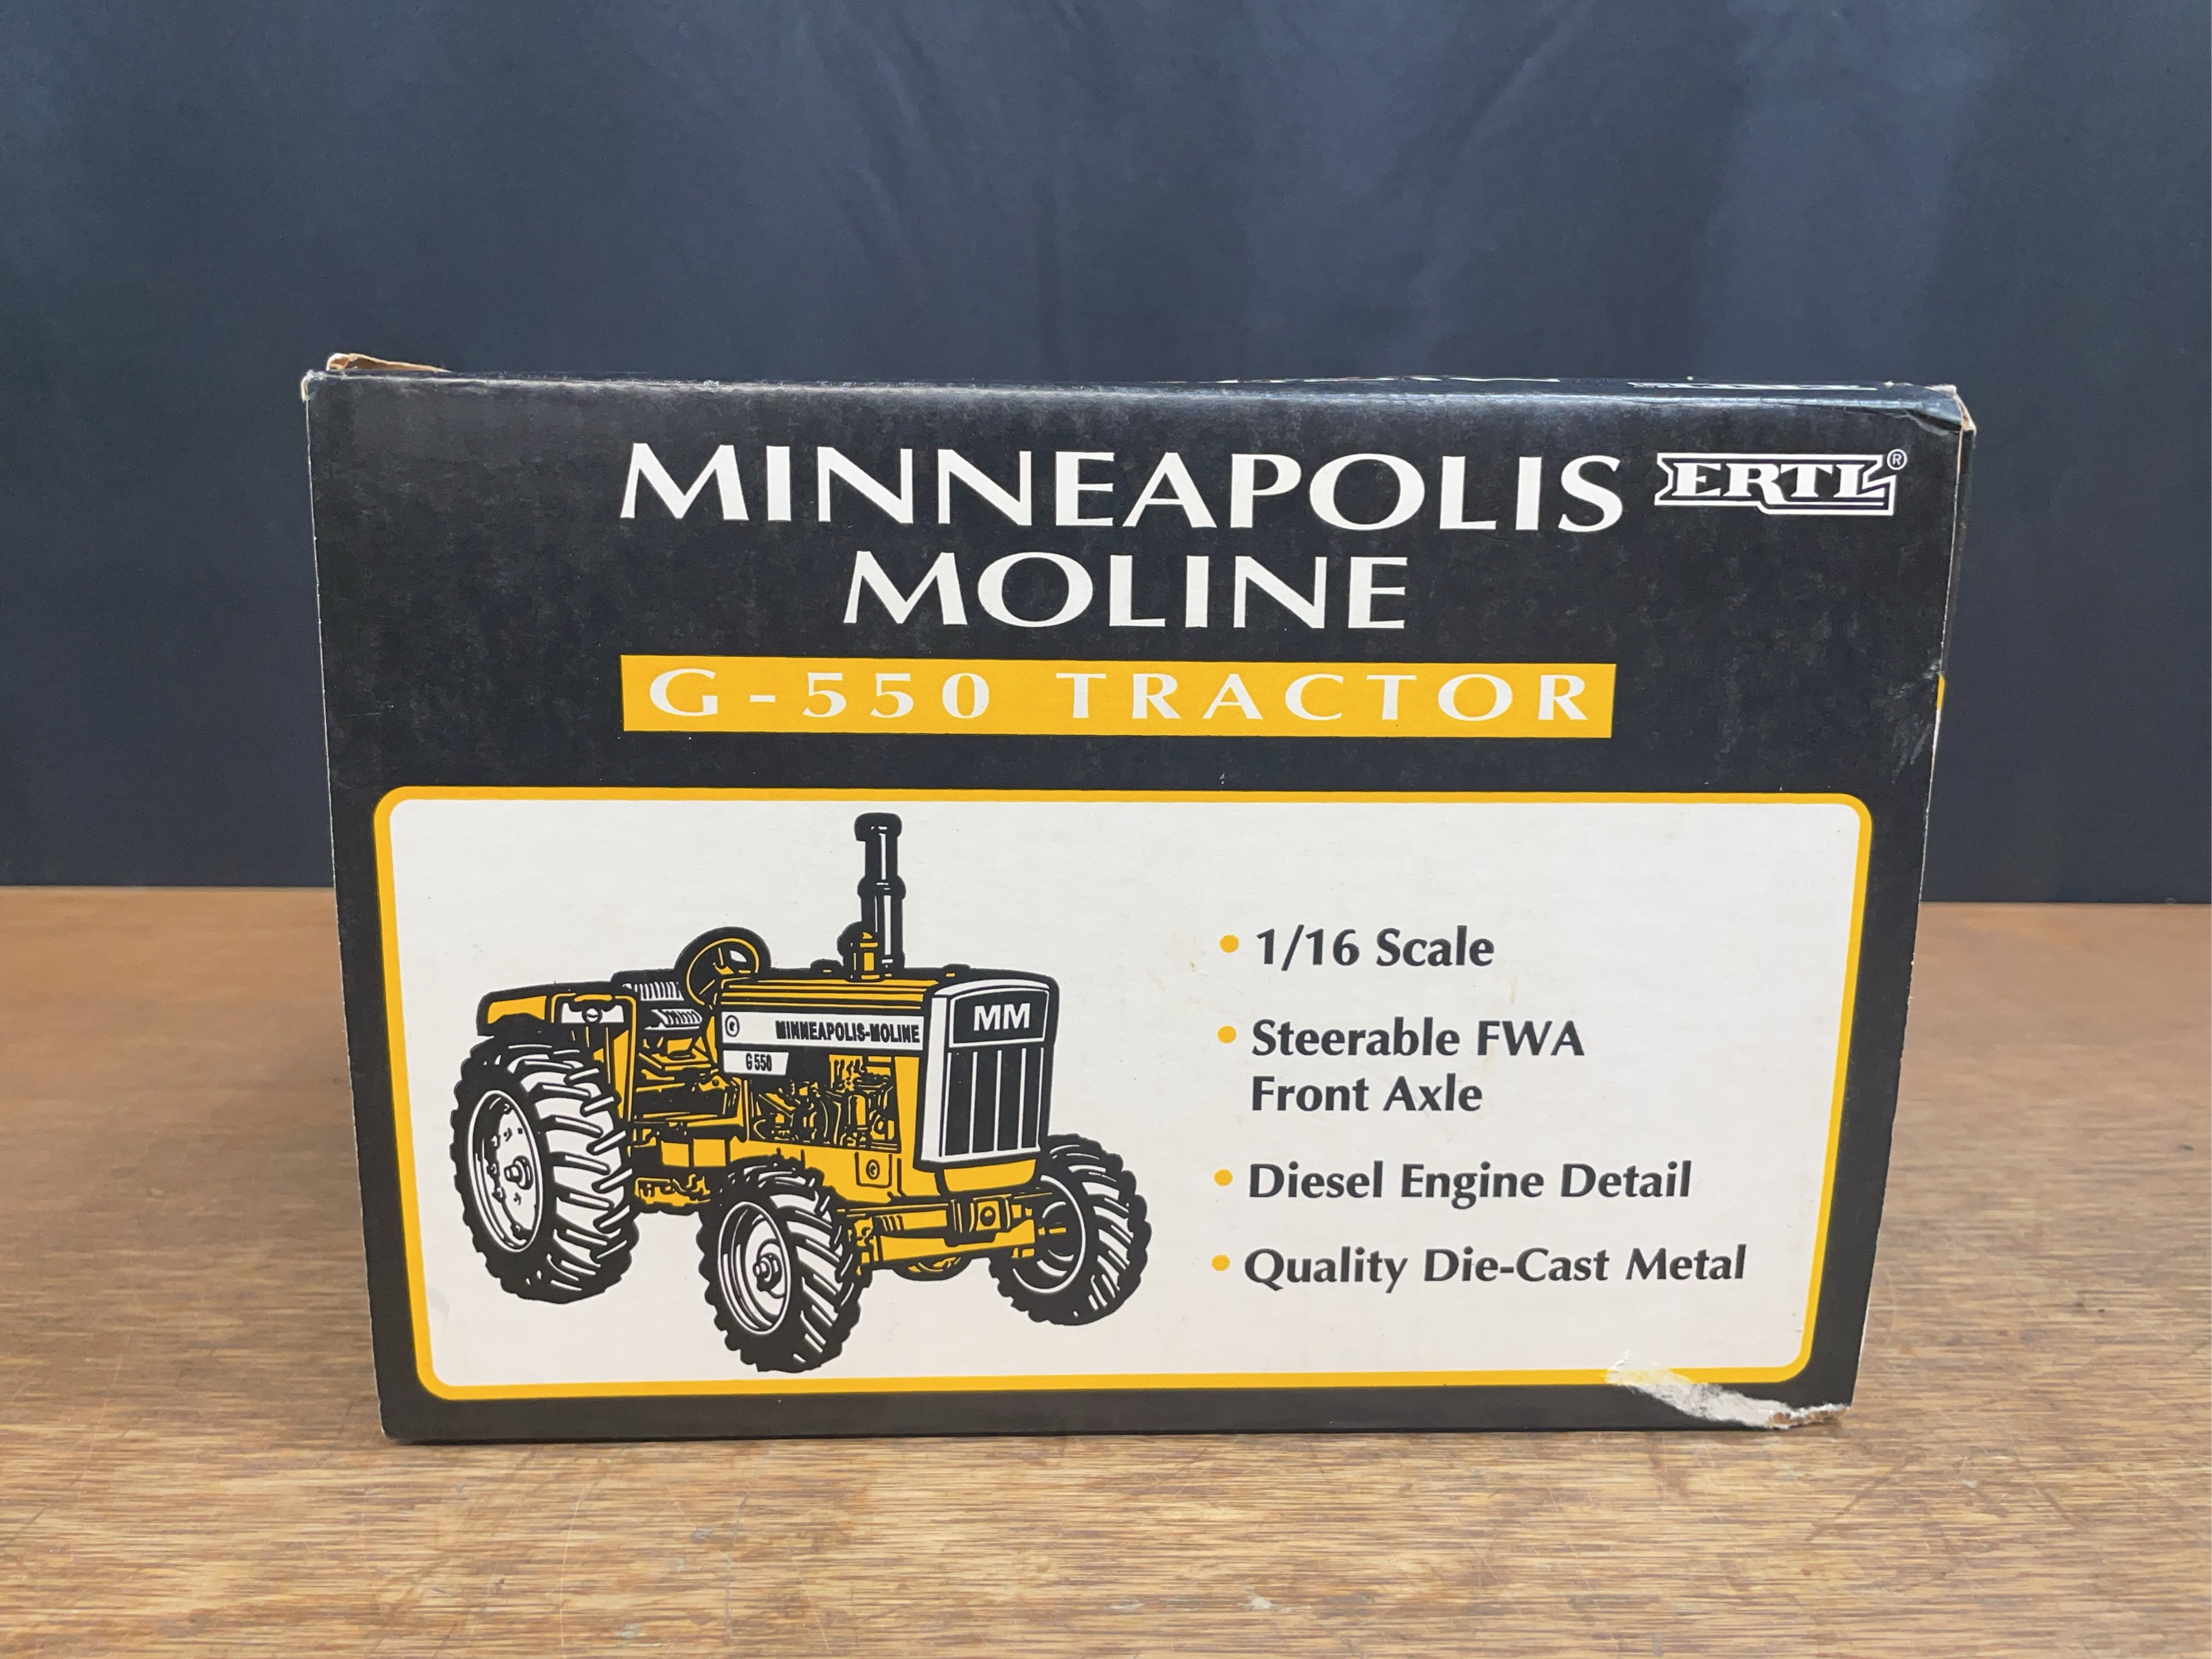 MINNEAPOLIS
ERTL®
MOLINE
G-550 TRACTOR
MM
MINNEAPOLIS-MOLINE
G 550
• 1/16 Scale
• Steerable FWA
Front Axle
• Diesel Engine Detail
• Quality Die-Cast Metal